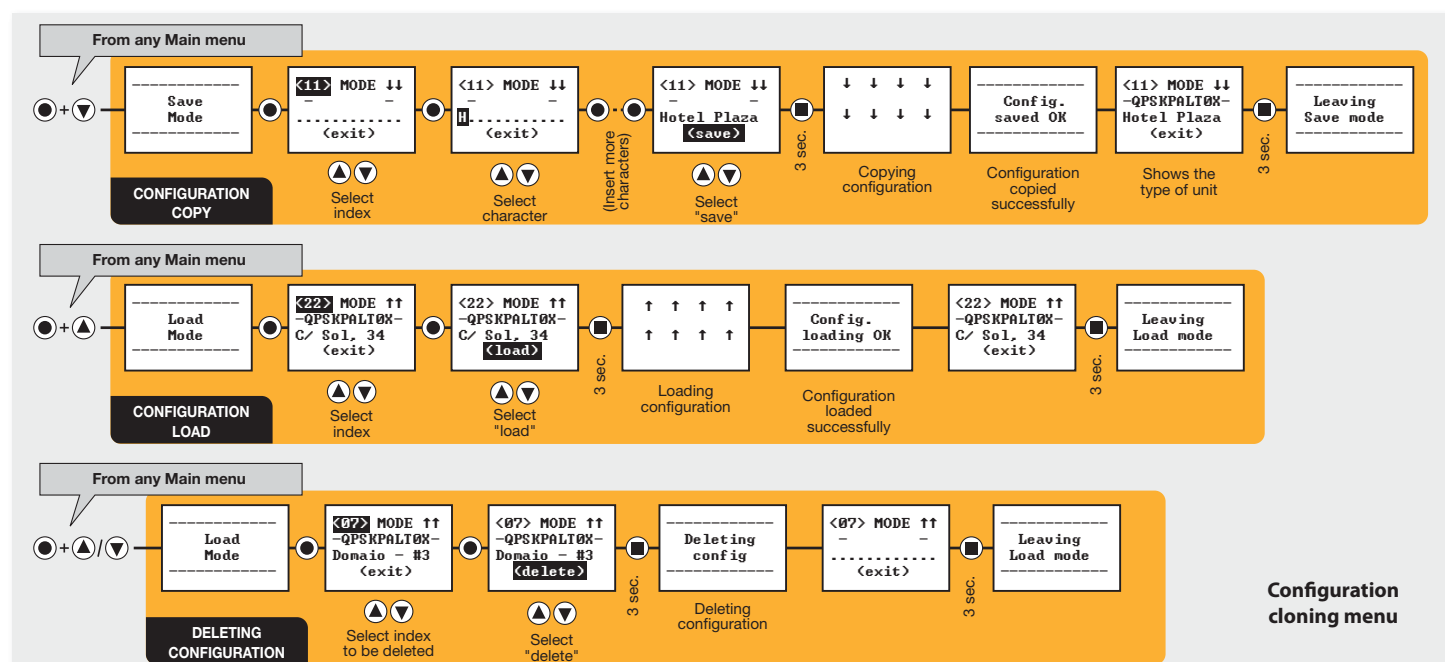 From any Main menu
Save
Mode
<11> MODE ↓↓
- -
............
(exit)
Select
index
<11> MODE ↓↓
- -
H...........
(exit)
Select
character
(Insert more
characters)
<11> MODE ↓↓
- -
Hotel Plaza
(save)
Select
"save"
3 sec.
↓ ↓ ↓ ↓
↓ ↓ ↓ ↓
Copying
configuration
Config.
saved OK
Configuration
copied
successfully
<11> MODE ↓↓
-QPSKPALT0X-
Hotel Plaza
(exit)
Shows the
type of unit
3 sec.
Leaving
Save mode
CONFIGURATION
COPY
From any Main menu
Load
Mode
<22> MODE ↑↑
-QPSKPALT0X-
C/ Sol, 34
(exit)
Select
index
<22> MODE ↑↑
-QPSKPALT0X-
C/ Sol, 34
(load)
Select
"load"
3 sec.
↑ ↑ ↑ ↑
↑ ↑ ↑ ↑
Loading
configuration
Config.
loading OK
Configuration
loaded
successfully
<22> MODE ↑↑
-QPSKPALT0X-
C/ Sol, 34
(exit)
3 sec.
Leaving
Load mode
CONFIGURATION
LOAD
From any Main menu
+ /
Load
Mode
<07> MODE ↑↑
-QPSKPALT0X-
Domaio - #3
(exit)
Select index
to be deleted
<07> MODE ↑↑
-QPSKPALT0X-
Domaio - #3
(delete)
Select
"delete"
3 sec.
Deleting
config
Deleting
configuration
<07> MODE ↑↑
- -
............
(exit)
3 sec.
Leaving
Load mode
DELETING
CONFIGURATION
Configuration
cloning menu